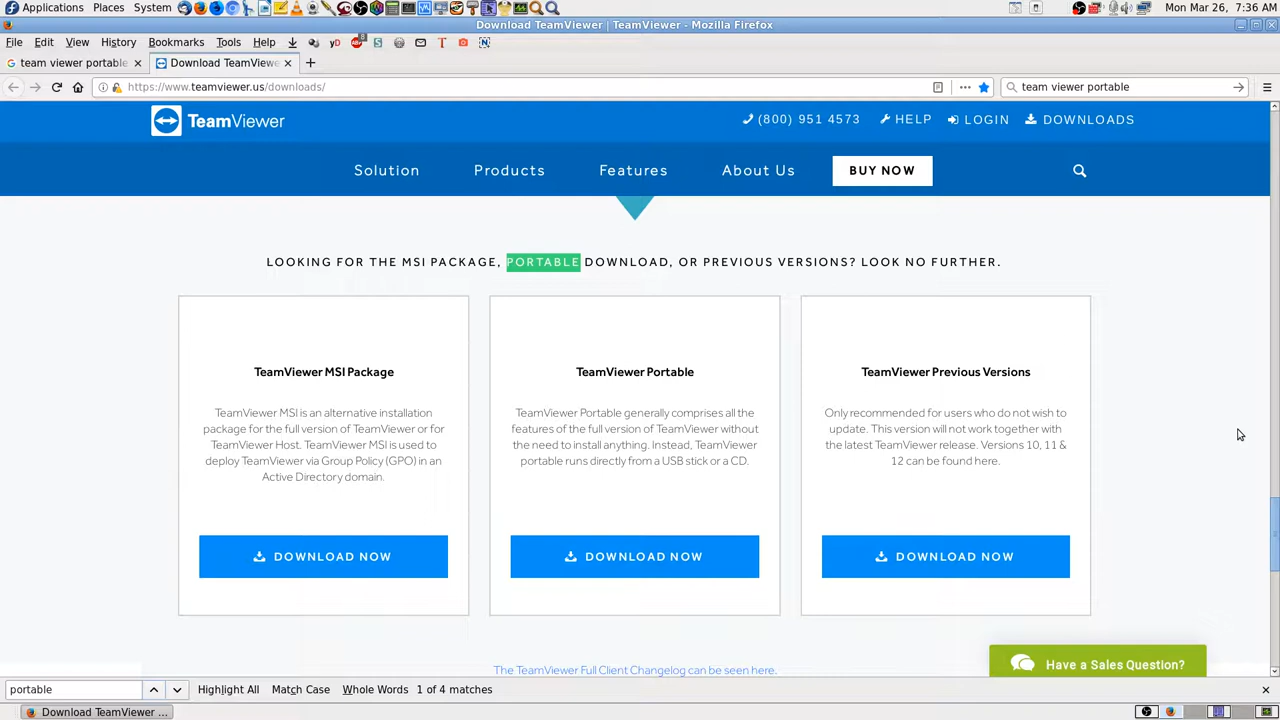 Applications Places System Mon Mar 26, 7:36 AM
Download TeamViewer | TeamViewer - Mozilla Firefox
File Edit View History Bookmarks Tools Help
team viewer portable Download TeamViewe
https://www.teamviewer.us/downloads/ team viewer portable
TeamViewer (800) 951 4573 HELP LOGIN DOWNLOADS
Solution Products Features About Us BUY NOW
LOOKING FOR THE MSI PACKAGE, PORTABLE DOWNLOAD, OR PREVIOUS VERSIONS? LOOK NO FURTHER.
TeamViewer MSI Package
TeamViewer MSI is an alternative installation
package for the full version of TeamViewer or for
TeamViewer Host. TeamViewer MSI is used to
deploy TeamViewer via Group Policy (GPO) in an
Active Directory domain.
DOWNLOAD NOW
TeamViewer Portable
TeamViewer Portable generally comprises all the
features of the full version of TeamViewer without
the need to install anything. Instead, TeamViewer
portable runs directly from a USB stick or a CD.
DOWNLOAD NOW
TeamViewer Previous Versions
Only recommended for users who do not wish to
update. This version will not work together with
the latest TeamViewer release. Versions 10, 11 &
12 can be found here.
DOWNLOAD NOW
The TeamViewer Full Client Changelog can be seen here.
Have a Sales Question?
portable Highlight All Match Case Whole Words 1 of 4 matches
Download TeamViewer ...